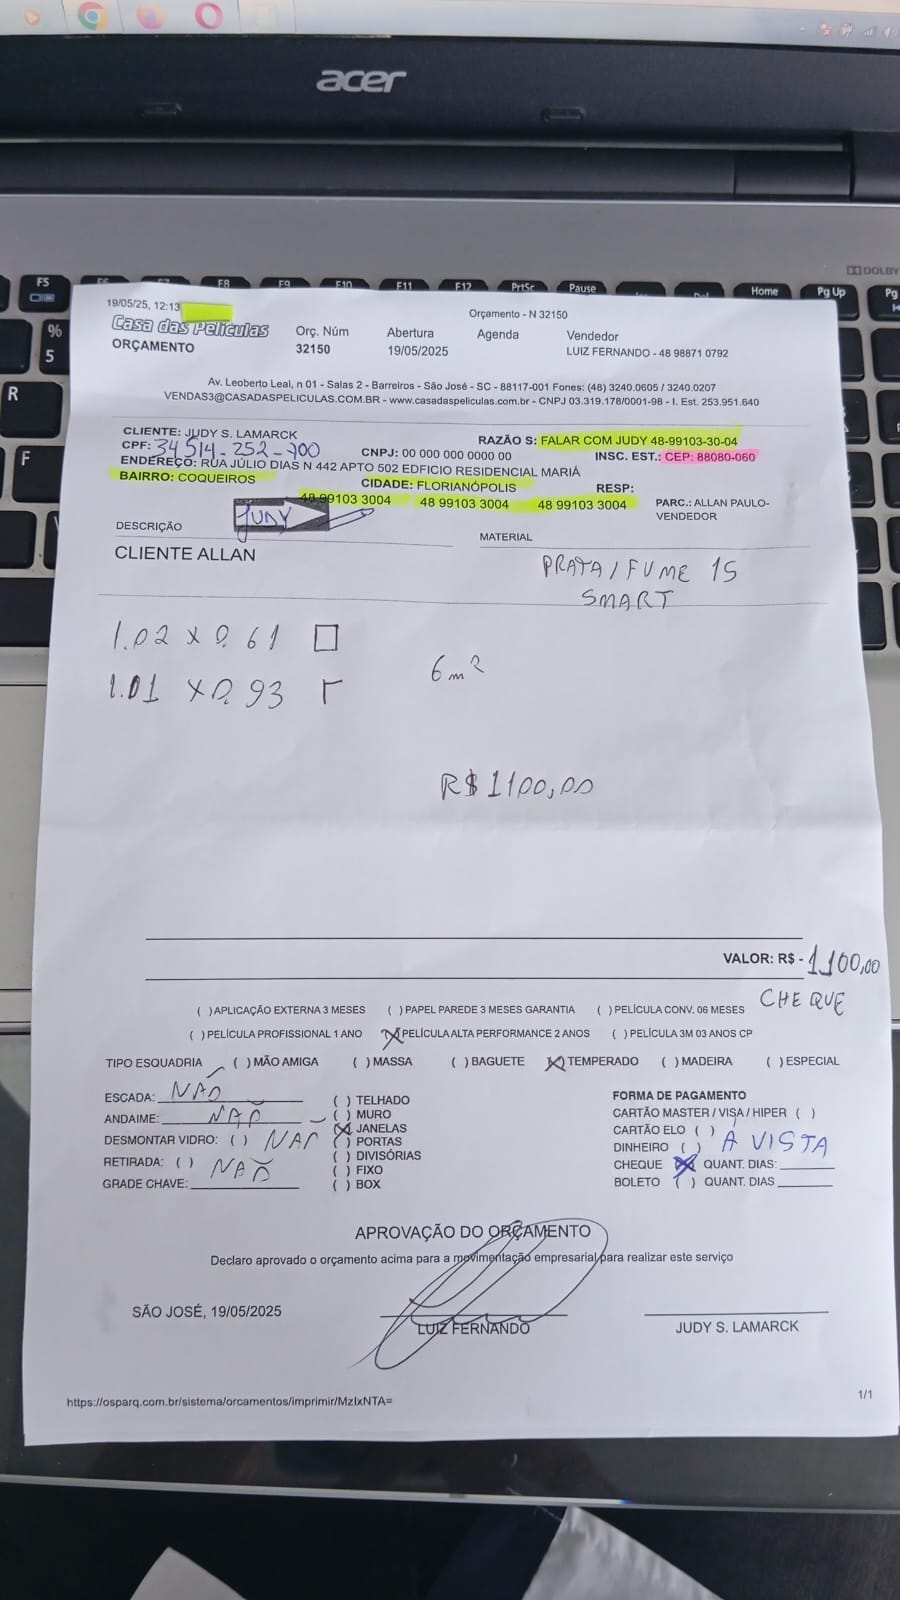 acer
DOLBY
F5 F8 F9 F10 F11 F12 PrtSc Pause Home Pg Up Pg
% 5
R
F
19/05/25, 12:13
Orçamento - N 32150
Casa das Películas
ORÇAMENTO
Orç. Núm
32150
Abertura
19/05/2025
Agenda
Vendedor
LUIZ FERNANDO - 48 98871 0792
Av. Leoberto Leal, n 01 - Salas 2 - Barreiros - São José - SC - 88117-001 Fones: (48) 3240.0605 / 3240.0207
VENDAS3@CASADASPELICULAS.COM.BR - www.casadaspeliculas.com.br - CNPJ 03.319.178/0001-98 - I. Est. 253.951.640
CLIENTE: JUDY S. LAMARCK
RAZÃO S: FALAR COM JUDY 48-99103-30-04
CPF: 34514-252-700
CNPJ: 00 000 000 0000 00
INSC. EST.: CEP: 88080-060
ENDEREÇO: RUA JÚLIO DIAS N 442 APTO 502 EDFICIO RESIDENCIAL MARIÁ
BAIRRO: COQUEIROS
CIDADE: FLORIANÓPOLIS
RESP:
48 99103 3004 48 99103 3004 48 99103 3004
PARC.: ALLAN PAULO-
VENDEDOR
JUDY
DESCRIÇÃO
MATERIAL
CLIENTE ALLAN
PRATA / FUME 15
SMART
1.02 x 0.61
1.01 x 0.93
6 m²
R$ 1100,00
VALOR: R$ - 1100,00
CHEQUE
( )APLICAÇÃO EXTERNA 3 MESES ( )PAPEL PAREDE 3 MESES GARANTIA ( )PELÍCULA CONV. 06 MESES
( )PELÍCULA PROFISSIONAL 1 ANO (X)PELÍCULA ALTA PERFORMANCE 2 ANOS ( )PELÍCULA 3M 03 ANOS CP
TIPO ESQUADRIA ( )MÃO AMIGA ( )MASSA ( )BAGUETE (X)TEMPERADO ( )MADEIRA ( )ESPECIAL
ESCADA: NÃO
ANDAIME: NÃO
DESMONTAR VIDRO: ( ) NÃO
RETIRADA: ( ) NÃO
GRADE CHAVE:
( ) TELHADO
( ) MURO
(X) JANELAS
( ) PORTAS
( ) DIVISÓRIAS
( ) FIXO
( ) BOX
FORMA DE PAGAMENTO
CARTÃO MASTER / VISA / HIPER ( )
CARTÃO ELO ( )
DINHEIRO ( ) À VISTA
CHEQUE (X) QUANT. DIAS:
BOLETO ( ) QUANT. DIAS
APROVAÇÃO DO ORÇAMENTO
Declaro aprovado o orçamento acima para a movimentação empresarial para realizar este serviço
SÃO JOSÉ, 19/05/2025
LUIZ FERNANDO
JUDY S. LAMARCK
https://osparq.com.br/sistema/orcamentos/imprimir/MzIxNTA=
1/1